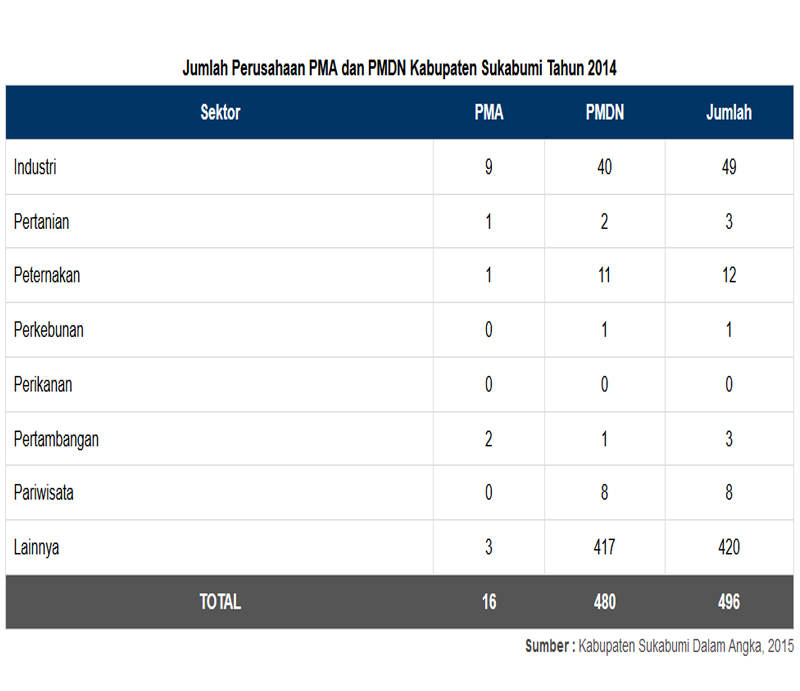 Jumlah Perusahaan PMA dan PMDN Kabupaten Sukabumi Tahun 2014
Sektor PMA PMDN Jumlah
Industri 9 40 49
Pertanian 1 2 3
Peternakan 1 11 12
Perkebunan 0 1 1
Perikanan 0 0 0
Pertambangan 2 1 3
Pariwisata 0 8 8
Lainnya 3 417 420
TOTAL 16 480 496
Sumber : Kabupaten Sukabumi Dalam Angka, 2015